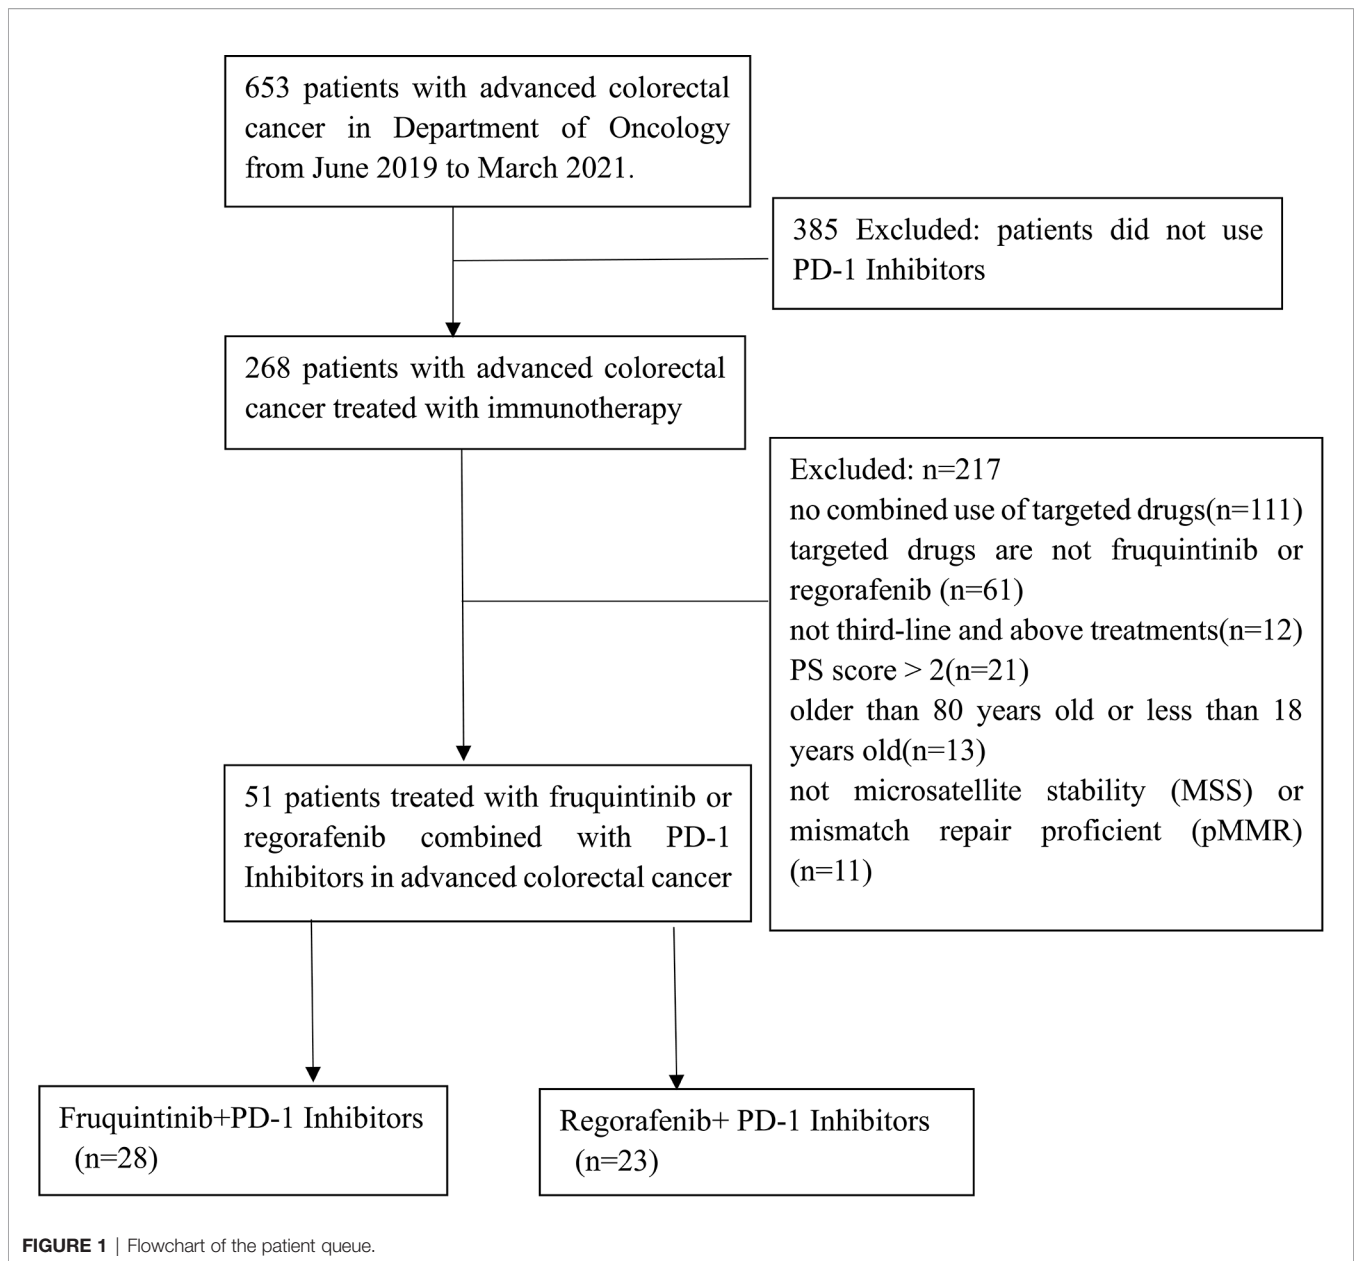 653 patients with advanced colorectal
cancer in Department of Oncology
from June 2019 to March 2021.
385 Excluded: patients did not use
PD-1 Inhibitors
268 patients with advanced colorectal
cancer treated with immunotherapy
Excluded: n=217
no combined use of targeted drugs(n=111)
targeted drugs are not fruquintinib or
regorafenib (n=61)
not third-line and above treatments(n=12)
PS score > 2(n=21)
older than 80 years old or less than 18
years old(n=13)
not microsatellite stability (MSS) or
mismatch repair proficient (pMMR)
(n=11)
51 patients treated with fruquintinib or
regorafenib combined with PD-1
Inhibitors in advanced colorectal cancer
Fruquintinib+PD-1 Inhibitors
(n=28)
Regorafenib+ PD-1 Inhibitors
(n=23)
FIGURE 1 | Flowchart of the patient queue.